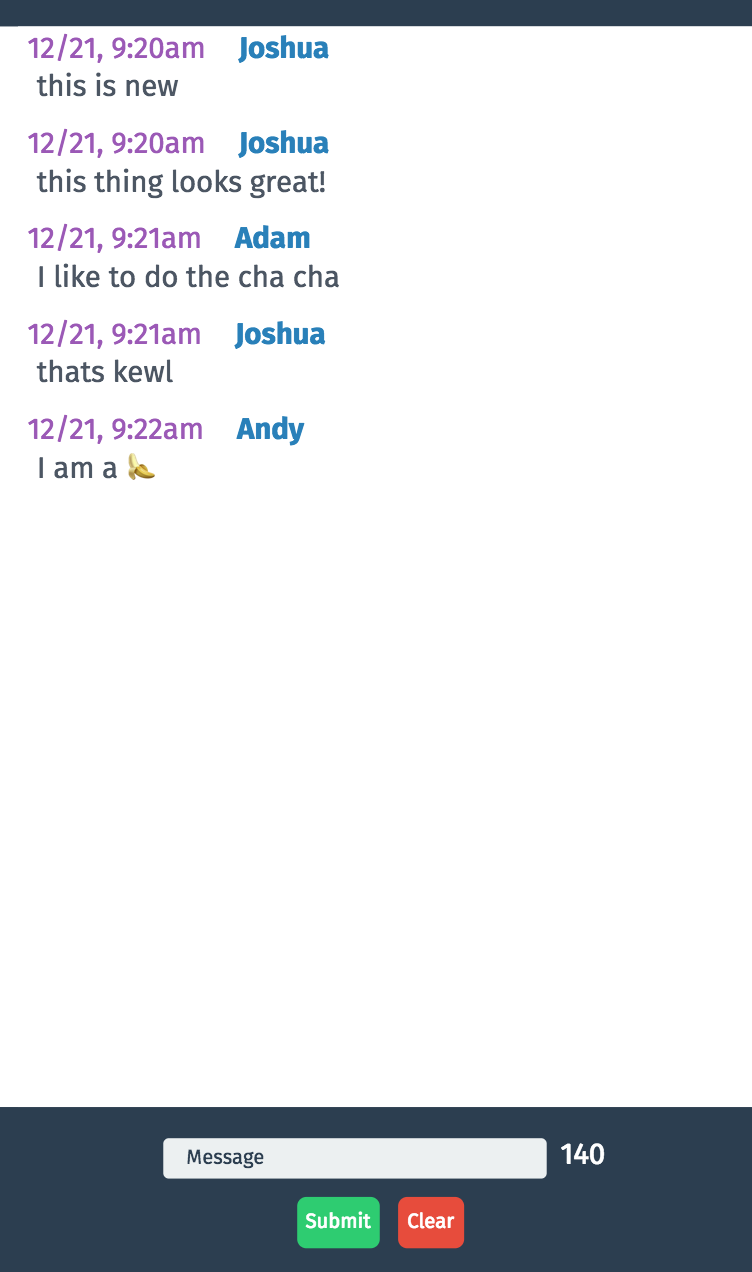 12/21, 9:20am Joshua
this is new
12/21, 9:20am Joshua
this thing looks great!
12/21, 9:21am Adam
I like to do the cha cha
12/21, 9:21am Joshua
thats kewl
12/21, 9:22am Andy
I am a 🍌
Message 140
Submit Clear